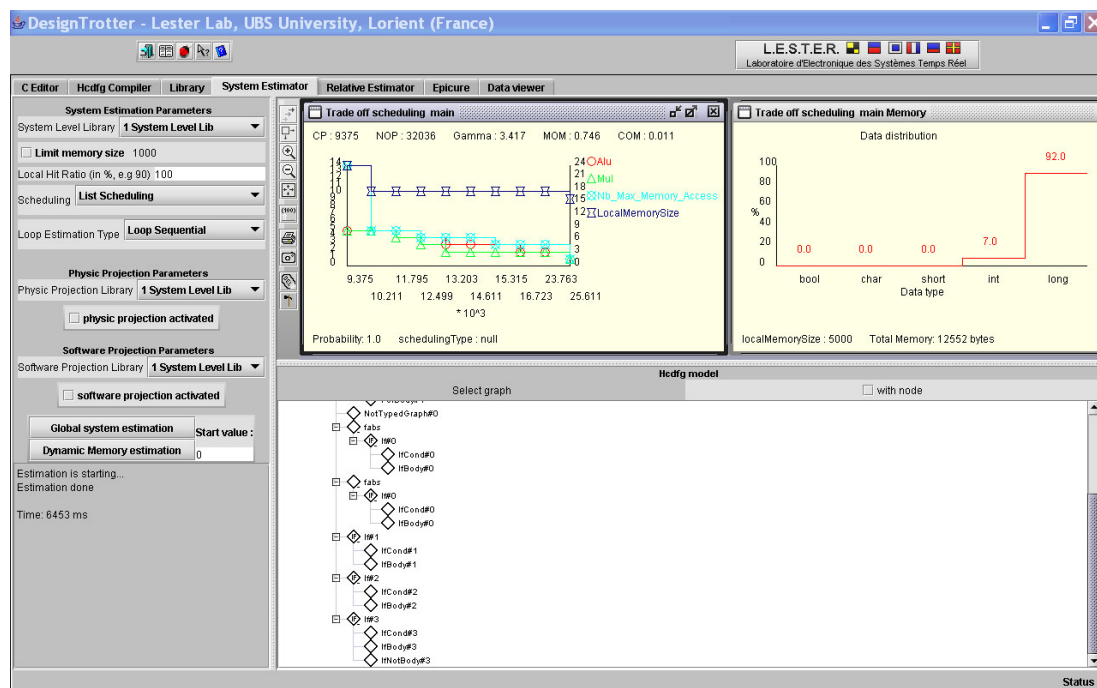 DesignTrotter - Lester Lab, UBS University, Lorient (France)
L.E.S.T.E.R.
Laboratoire d'Electronique des Systèmes Temps Réel
C Editor Hcdfg Compiler Library System Estimator Relative Estimator Epicure Data viewer
System Estimation Parameters
System Level Library 1 System Level Lib
Limit memory size 1000
Local Hit Ratio (in %, e.g 90) 100
Scheduling List Scheduling
Loop Estimation Type Loop Sequential
Physic Projection Parameters
Physic Projection Library 1 System Level Lib
physic projection activated
Software Projection Parameters
Software Projection Library 1 System Level Lib
software projection activated
Global system estimation Start value :
Dynamic Memory estimation 0
Estimation is starting...
Estimation done
Time: 6453 ms
(100)
Trade off scheduling main
CP : 9375 NOP : 32036 Gamma : 3.417 MOM : 0.746 COM : 0.011
24 Alu
21 Mul
18
15 Nb_Max_Memory_Access
12 LocalMemorySize
9
6
3
0
9.375 11.795 13.203 15.315 23.763
10.211 12.499 14.611 16.723 25.611
* 10^3
Probability: 1.0 schedulingType : null
Trade off scheduling main Memory
Data distribution
100
80
60
%
40
20
0
0.0 0.0 0.0 7.0 92.0
bool char short int long
Data type
localMemorySize : 5000 Total Memory: 12552 bytes
Hcdfg model
Select graph with node
NotTypedGraph#0
fabs
IF If#0
IfCond#0
IfBody#0
fabs
IF If#0
IfCond#0
IfBody#0
IF If#1
IfCond#1
IfBody#1
IF If#2
IfCond#2
IfBody#2
IF If#3
IfCond#3
IfBody#3
IfNotBody#3
Status